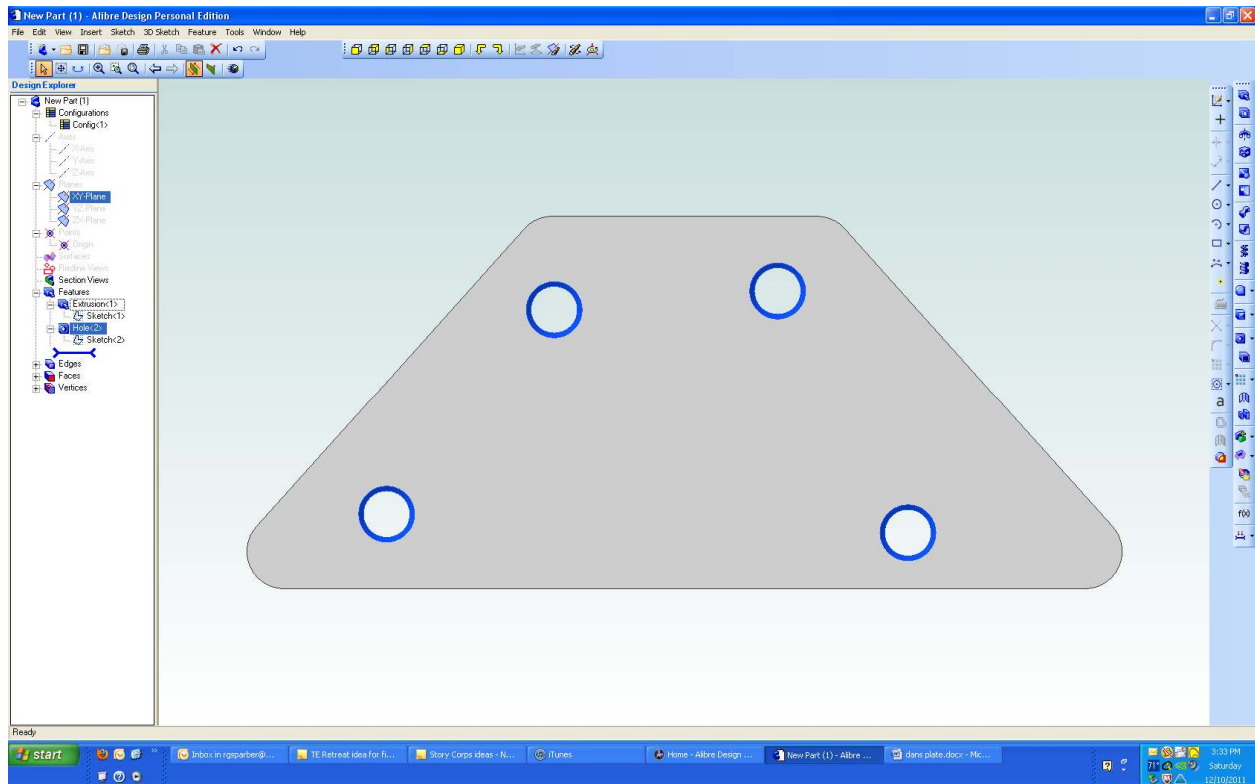 New Part (1) - Alibre Design Personal Edition
File Edit View Insert Sketch 3D Sketch Feature Tools Window Help
Design Explorer
New Part (1)
Configurations
Config<1>
Axes
X-Axis
Y-Axis
Z-Axis
Planes
XY-Plane
YZ-Plane
ZX-Plane
Points
Origin
Surfaces
Redline Views
Section Views
Features
Extrusion<1>
Sketch<1>
Hole<2>
Sketch<2>
Edges
Faces
Vertices
a
f(x)
Ready
start
Inbox in rgsparber@...
TE Retreat idea for fi...
Story Corps ideas - N...
iTunes
Home - Alibre Design ...
New Part (1) - Alibre ...
dans plate.docx - Mic...
71°
3:33 PM
Saturday
12/10/2011